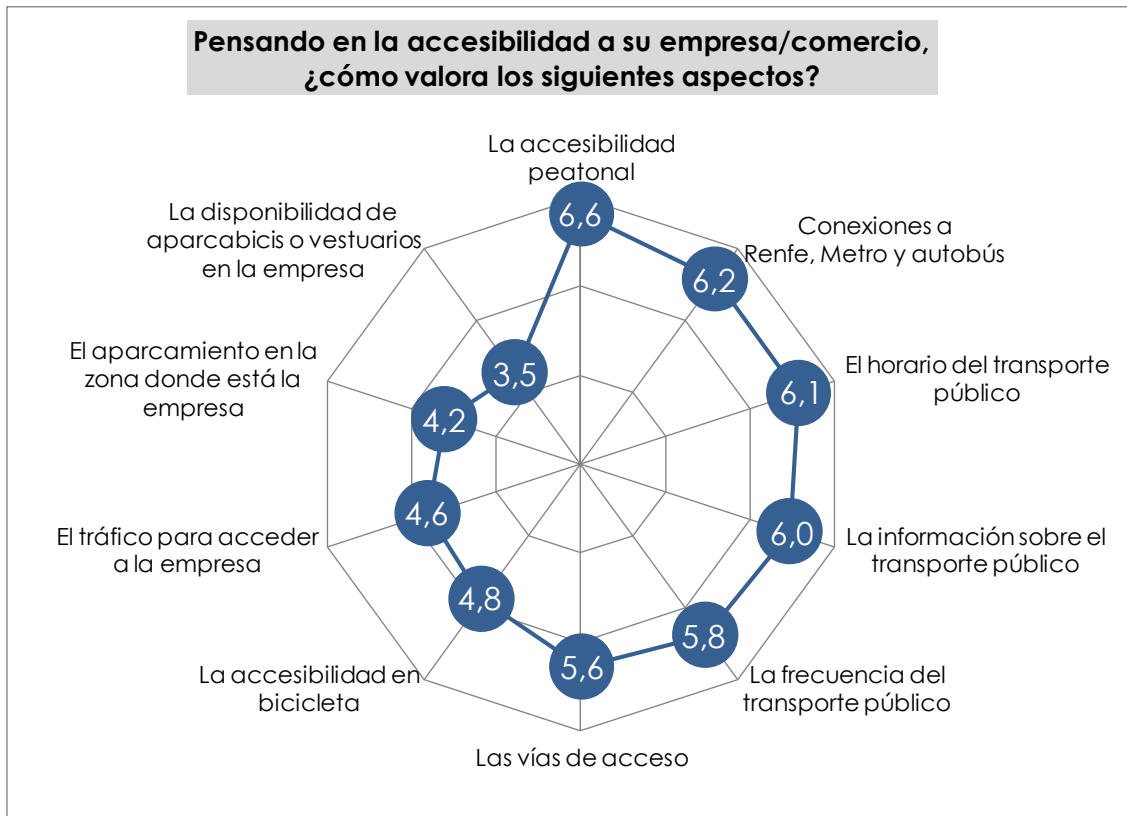 Pensando en la accesibilidad a su empresa/comercio,
¿cómo valora los siguientes aspectos?
La accesibilidad
peatonal
6,6
Conexiones a
Renfe, Metro y autobús
6,2
El horario del transporte
público
6,1
La información sobre el
transporte público
6,0
La frecuencia del
transporte público
5,8
Las vías de acceso
5,6
La accesibilidad en
bicicleta
4,8
El tráfico para acceder
a la empresa
4,6
El aparcamiento en la
zona donde está la
empresa
4,2
La disponibilidad de
aparcabicis o vestuarios
en la empresa
3,5